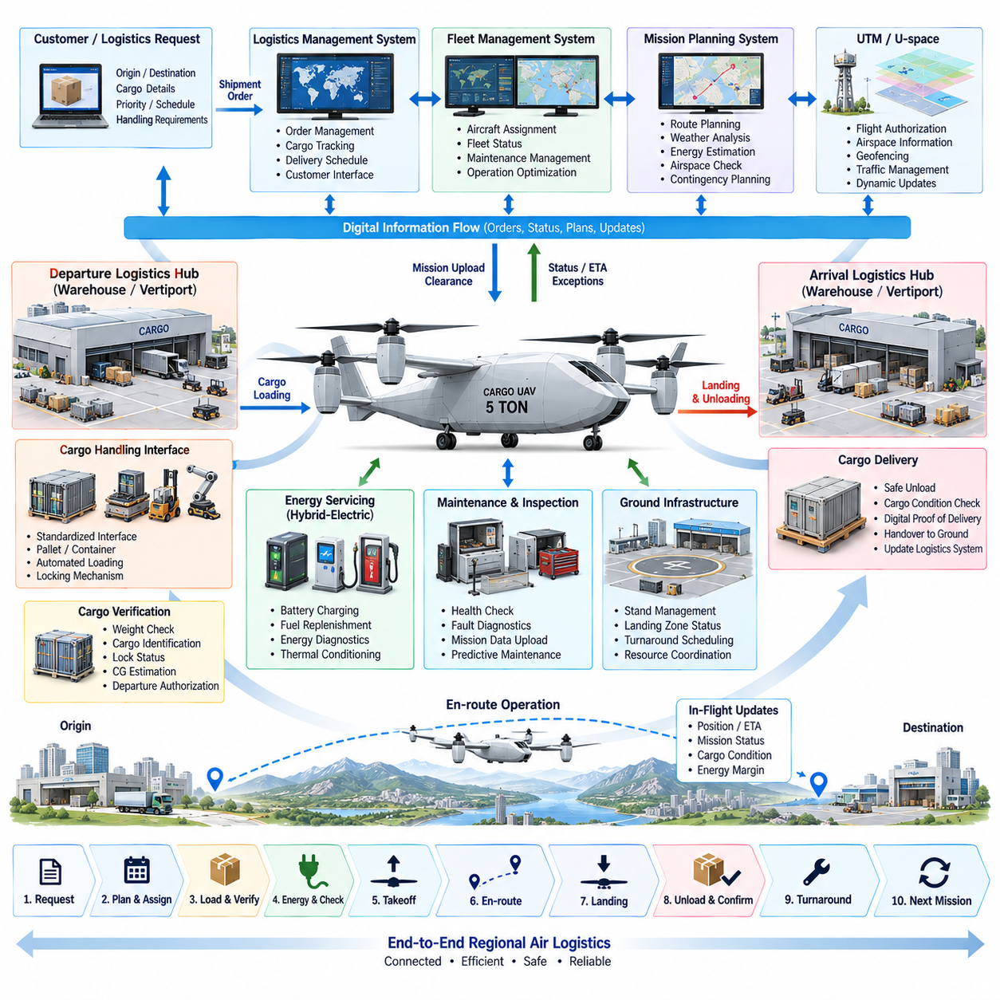 Customer / Logistics Request
Origin / Destination
Cargo Details
Priority / Schedule
Handling Requirements
Shipment
Order
Logistics Management System
• Order Management
• Cargo Tracking
• Delivery Schedule
• Customer Interface
Fleet Management System
• Aircraft Assignment
• Fleet Status
• Maintenance Management
• Operation Optimization
Mission Planning System
• Route Planning
• Weather Analysis
• Energy Estimation
• Airspace Check
• Contingency Planning
UTM / U-space
• Flight Authorization
• Airspace Information
• Geofencing
• Traffic Management
• Dynamic Updates
Digital Information Flow (Orders, Status, Plans, Updates)
Mission Upload
Clearance
Status / ETA
Exceptions
Departure Logistics Hub
(Warehouse / Vertiport)
CARGO
Cargo
Loading
CARGO UAV
5 TON
Landing
& Unloading
Arrival Logistics Hub
(Warehouse / Vertiport)
CARGO
Cargo Handling Interface
• Standardized Interface
• Pallet / Container
• Automated Loading
• Locking Mechanism
Energy Servicing
(Hybrid-Electric)
• Battery Charging
• Fuel Replenishment
• Energy Diagnostics
• Thermal Conditioning
Maintenance & Inspection
• Health Check
• Fault Diagnostics
• Mission Data Upload
• Predictive Maintenance
Ground Infrastructure
• Stand Management
• Landing Zone Status
• Turnaround Scheduling
• Resource Coordination
Cargo Delivery
• Safe Unload
• Cargo Condition Check
• Digital Proof of Delivery
• Handover to Ground
• Update Logistics System
Cargo Verification
• Weight Check
• Cargo Identification
• Lock Status
• CG Estimation
• Departure Authorization
Origin
En-route Operation
In-Flight Updates
• Position / ETA
• Mission Status
• Cargo Condition
• Energy Margin
Destination
1. Request
2. Plan & Assign
3. Load & Verify
4. Energy & Check
5. Takeoff
6. En-route
7. Landing
8. Unload & Confirm
9. Turnaround
10. Next Mission
End-to-End Regional Air Logistics
Connected • Efficient • Safe • Reliable